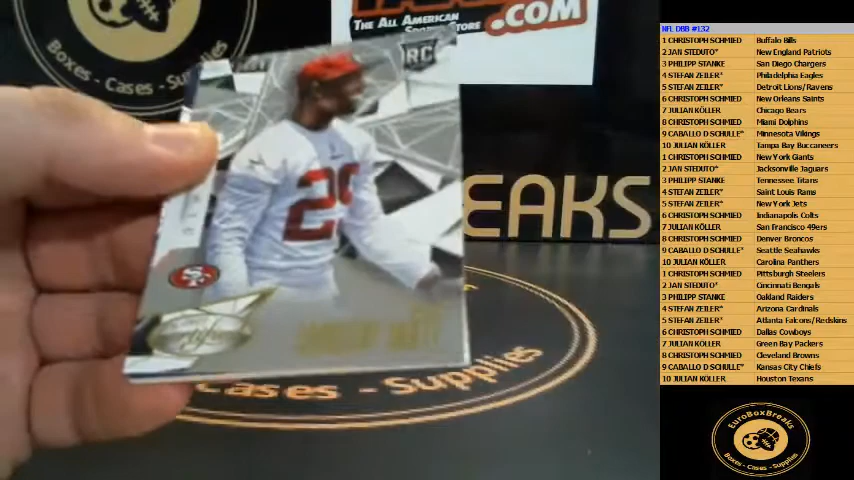 THE ALL AMERICAN
.COM
Boxes - Cases - Su
RC
29
EAKS
Cases - Supplies
NFL DBB #132
1 CHRISTOPH SCHMIED Buffalo Bills
2 JAN STEDUTO* New England Patriots
3 PHILIPP STANKE San Diego Chargers
4 STEFAN ZEILER* Philadelphia Eagles
5 STEFAN ZEILER* Detroit Lions/Ravens
6 CHRISTOPH SCHMIED New Orleans Saints
7 JULIAN KÖLLER Chicago Bears
8 CHRISTOPH SCHMIED Miami Dolphins
9 CABALLO D SCHULLE* Minnesota Vikings
10 JULIAN KÖLLER Tampa Bay Buccaneers
1 CHRISTOPH SCHMIED New York Giants
2 JAN STEDUTO* Jacksonville Jaguars
3 PHILIPP STANKE Tennessee Titans
4 STEFAN ZEILER* Saint Louis Rams
5 STEFAN ZEILER* New York Jets
6 CHRISTOPH SCHMIED Indianapolis Colts
7 JULIAN KÖLLER San Francisco 49ers
8 CHRISTOPH SCHMIED Denver Broncos
9 CABALLO D SCHULLE* Seattle Seahawks
10 JULIAN KÖLLER Carolina Panthers
1 CHRISTOPH SCHMIED Pittsburgh Steelers
2 JAN STEDUTO* Cincinnati Bengals
3 PHILIPP STANKE Oakland Raiders
4 STEFAN ZEILER* Arizona Cardinals
5 STEFAN ZEILER* Atlanta Falcons/Redskins
6 CHRISTOPH SCHMIED Dallas Cowboys
7 JULIAN KÖLLER Green Bay Packers
8 CHRISTOPH SCHMIED Cleveland Browns
9 CABALLO D SCHULLE* Kansas City Chiefs
10 JULIAN KÖLLER Houston Texans
EuroBoxBreaks
Boxes - Cases - Supplies